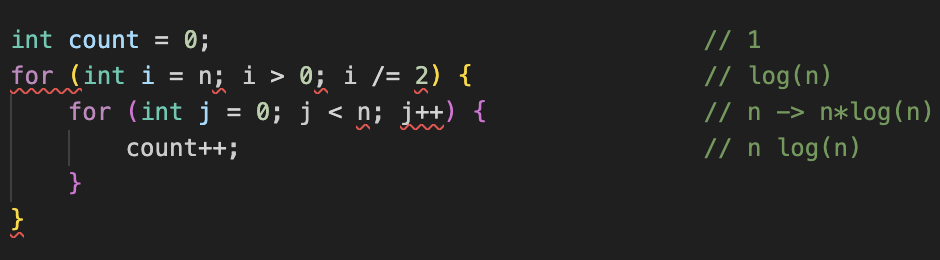 int count = 0; // 1
for (int i = n; i > 0; i /= 2) { // log(n)
for (int j = 0; j < n; j++) { // n -> n*log(n)
count++; // n log(n)
}
}